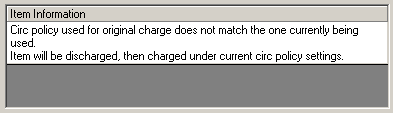 Item Information
Circ policy used for original charge does not match the one currently being
used.
Item will be discharged, then charged under current circ policy settings.